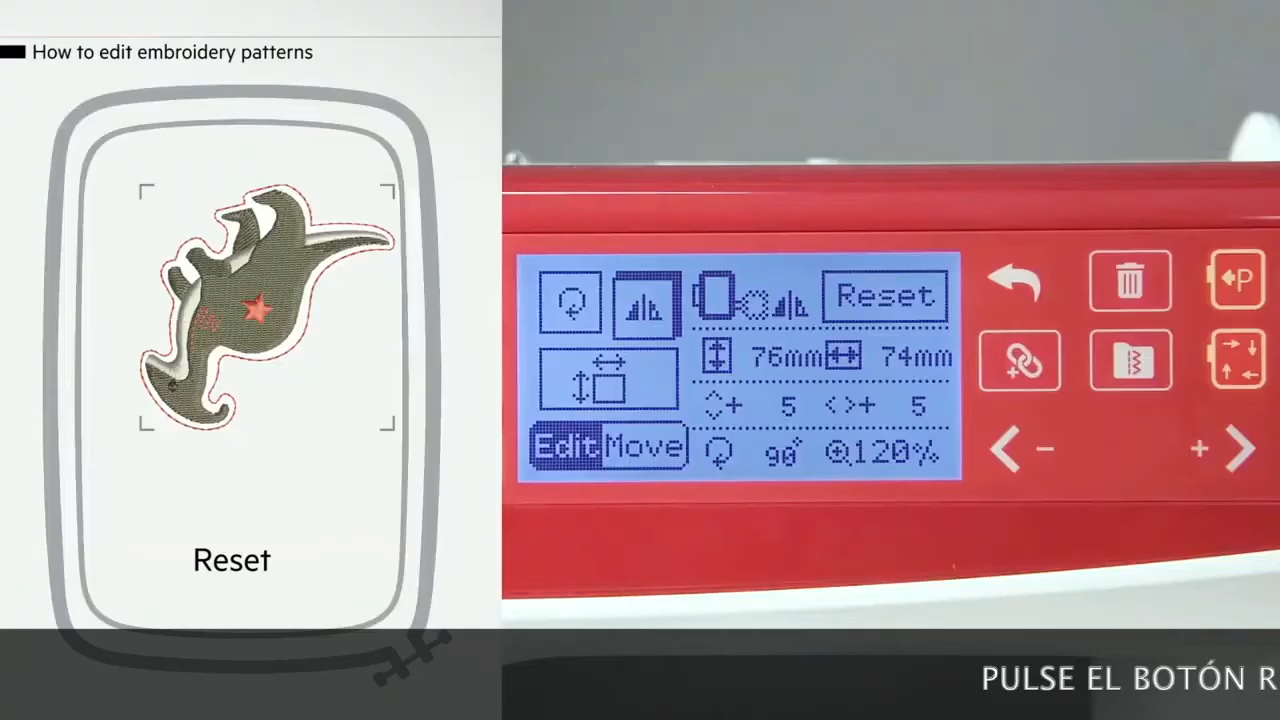 How to edit embroidery patterns
Reset
Reset
76mm 74mm
+ 5 <>+ 5
Edit Move 90° 120%
P
- +
PULSE EL BOTÓN R